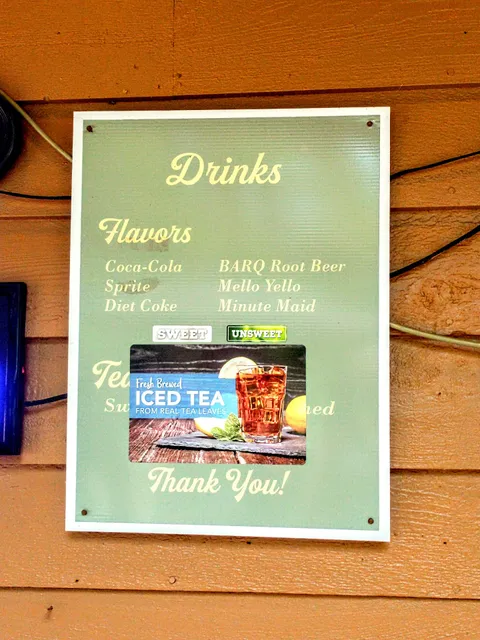 Drinks
Flavors
Coca-Cola BARQ Root Beer
Sprite Mello Yello
Diet Coke Minute Maid
SWEET UNSWEET
Fresh Brewed
ICED TEA
FROM REAL TEA LEAVES
Thank You!